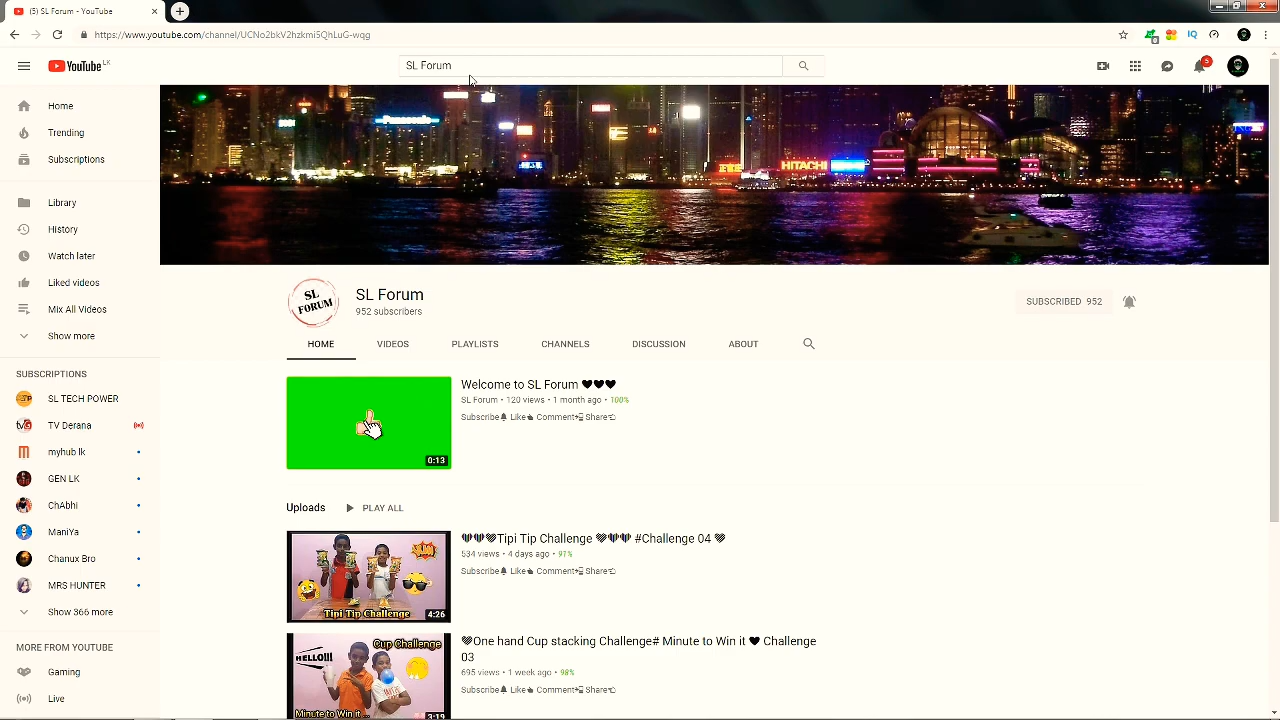 (5) SL Forum - YouTube
https://www.youtube.com/channel/UCNo2bkV2hzkmi5QhLuG-wqg
YouTube LK
SL Forum
5
Home
Trending
Subscriptions
Library
History
Watch later
Liked videos
Mix All Videos
Show more
SUBSCRIPTIONS
SL TECH POWER
TV Derana
myhub lk
GEN LK
ChAbhi
ManiYa
Chanux Bro
MRS HUNTER
Show 366 more
MORE FROM YOUTUBE
Gaming
Live
Panasonic
HITACHI
SL
FORUM
SL Forum
952 subscribers
SUBSCRIBED 952
HOME
VIDEOS
PLAYLISTS
CHANNELS
DISCUSSION
ABOUT
0:13
Welcome to SL Forum ♥♥♥
SL Forum • 120 views • 1 month ago • 100%
Subscribe Like Comment Share
Uploads
PLAY ALL
Tipi Tip Challenge
4:26
Tipi Tip Challenge #Challenge 04
534 views • 4 days ago • 91%
Subscribe Like Comment Share
Cup Challenge
HELLO!!!
Minute to Win it ...
3:19
One hand Cup stacking Challenge# Minute to Win it ♥ Challenge
03
695 views • 1 week ago • 98%
Subscribe Like Comment Share